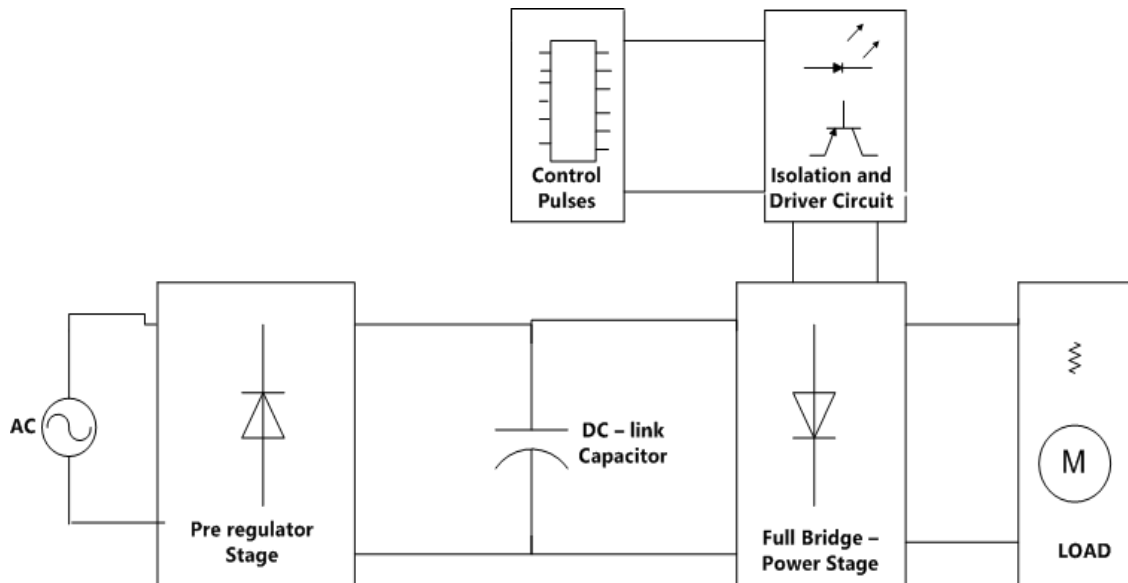 Control
Pulses
Isolation and
Driver Circuit
AC
Pre regulator
Stage
DC – link
Capacitor
Full Bridge –
Power Stage
M
LOAD